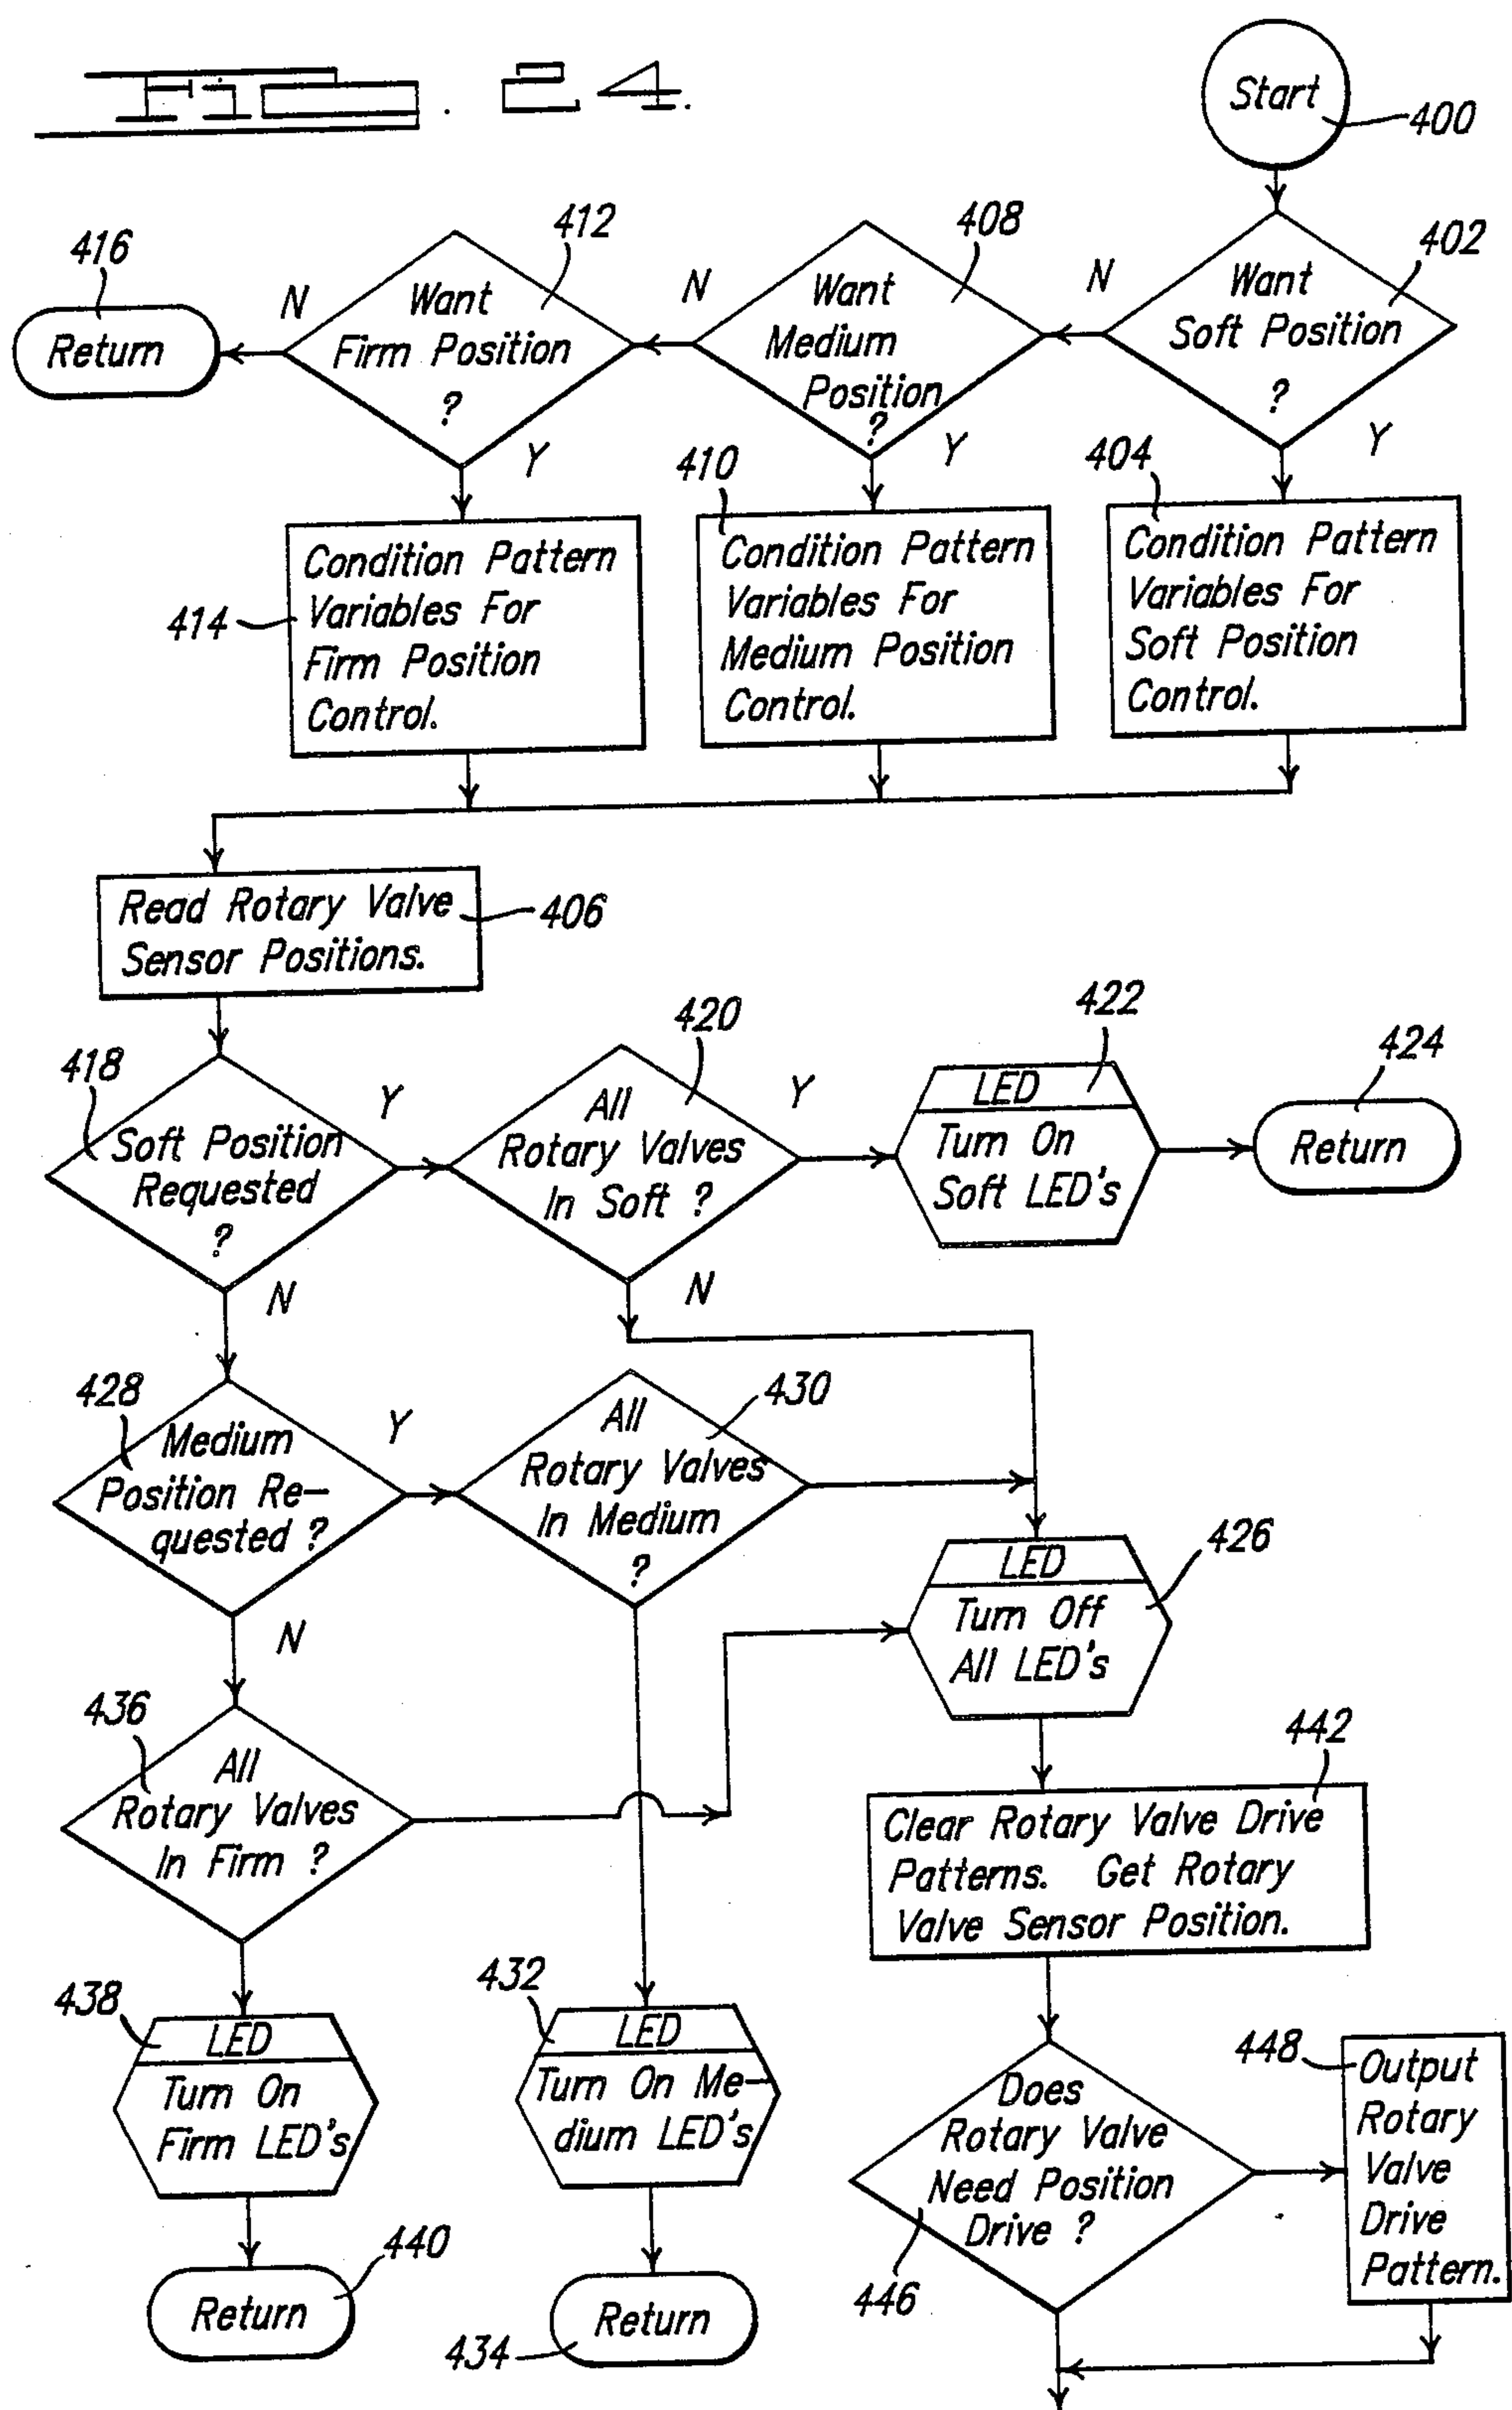 FIG. 24.
Start
400
416
412
408
402
Return
N
Want
Firm Position
?
N
Want
Medium
Position
?
N
Want
Soft Position
?
Y
Y
Y
414
Condition Pattern
Variables For
Firm Position
Control.
410
Condition Pattern
Variables For
Medium Position
Control.
404
Condition Pattern
Variables For
Soft Position
Control.
Read Rotary Valve
Sensor Positions.
406
418
Soft Position
Requested
?
Y
N
420
All
Rotary Valves
In Soft ?
Y
N
422
LED
Turn On
Soft LED's
424
Return
428
Medium
Position Re-
quested ?
Y
N
430
All
Rotary Valves
In Medium
?
426
LED
Turn Off
All LED's
436
All
Rotary Valves
In Firm ?
442
Clear Rotary Valve Drive
Patterns. Get Rotary
Valve Sensor Position.
438
LED
Turn On
Firm LED's
432
LED
Turn On Me-
dium LED's
446
Does
Rotary Valve
Need Position
Drive ?
448
Output
Rotary
Valve
Drive
Pattern.
440
Return
434
Return